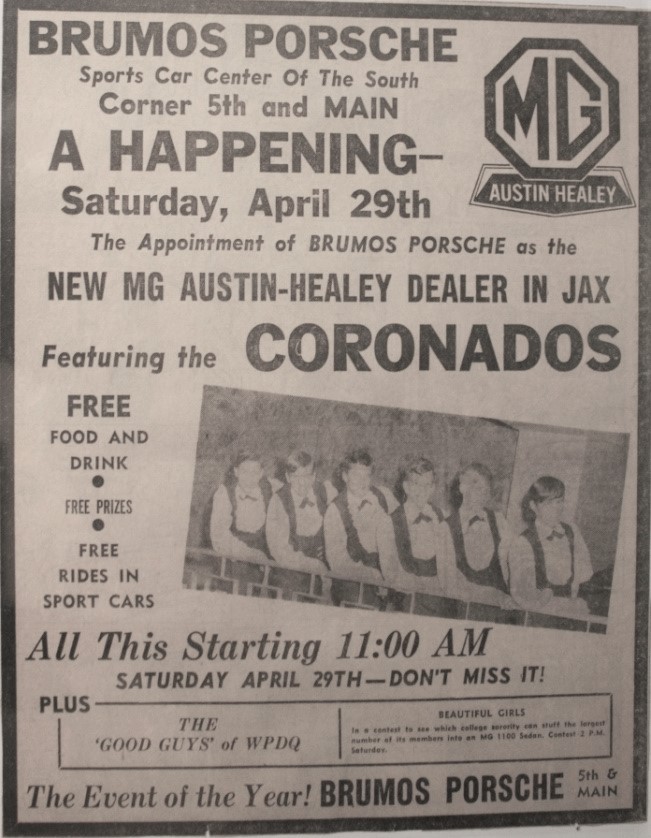 BRUMOS PORSCHE
Sports Car Center Of The South
Corner 5th and MAIN
MG
AUSTIN HEALEY
A HAPPENING—
Saturday, April 29th
The Appointment of BRUMOS PORSCHE as the
NEW MG AUSTIN-HEALEY DEALER IN JAX
Featuring the CORONADOS
FREE
FOOD AND
DRINK
•
FREE PRIZES
•
FREE
RIDES IN
SPORT CARS
All This Starting 11:00 AM
SATURDAY APRIL 29TH—DON'T MISS IT!
PLUS
THE
'GOOD GUYS' of WPDQ
BEAUTIFUL GIRLS
In a contest to see which college sorority can stuff the largest
number of its members into an MG 1100 Sedan. Contest 2 P.M.
Saturday.
The Event of the Year! BRUMOS PORSCHE 5th &
MAIN